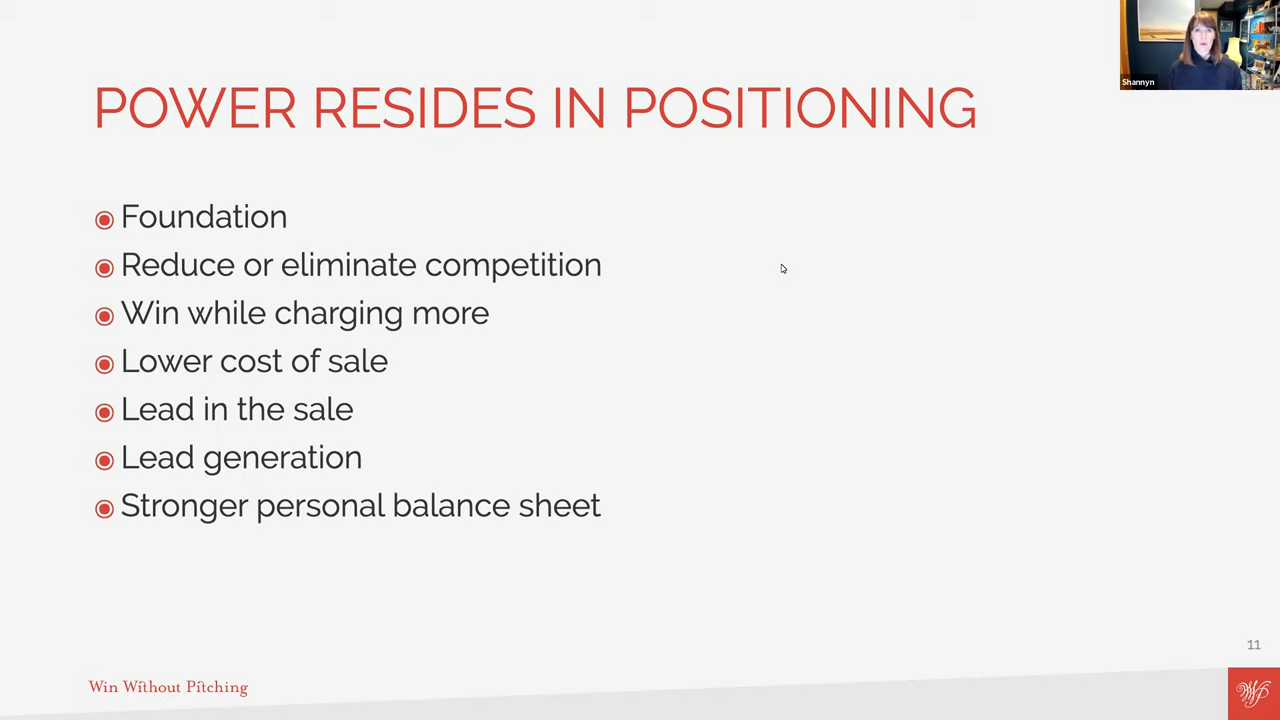 Shannyn
POWER RESIDES IN POSITIONING
Foundation
Reduce or eliminate competition
Win while charging more
Lower cost of sale
Lead in the sale
Lead generation
Stronger personal balance sheet
11
Win Without Pitching